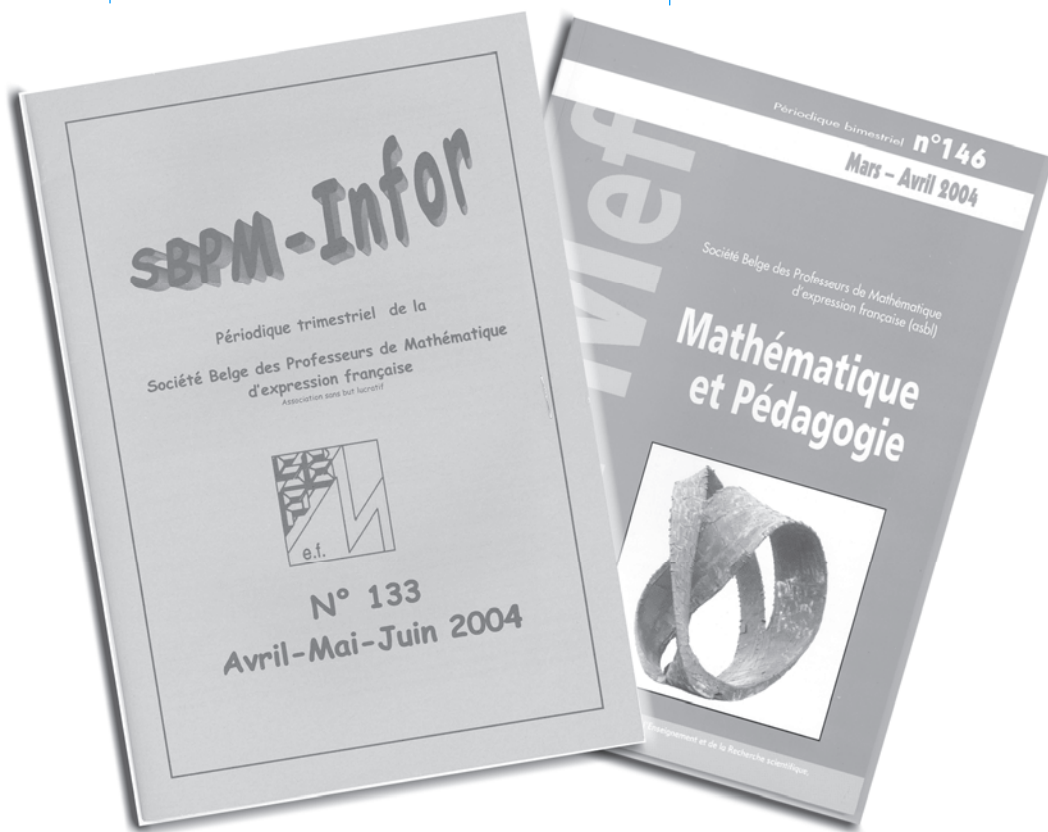 SBPM-Infor
Périodique trimestriel de la
Société Belge des Professeurs de Mathématique
d'expression française
Association sans but lucratif
e.f.
N° 133
Avril-Mai-Juin 2004
Périodique bimestriel n°146
Mars – Avril 2004
Mef
Société Belge des Professeurs de Mathématique
d'expression française (asbl)
Mathématique
et Pédagogie
l'Enseignement et de la Recherche scientifique.